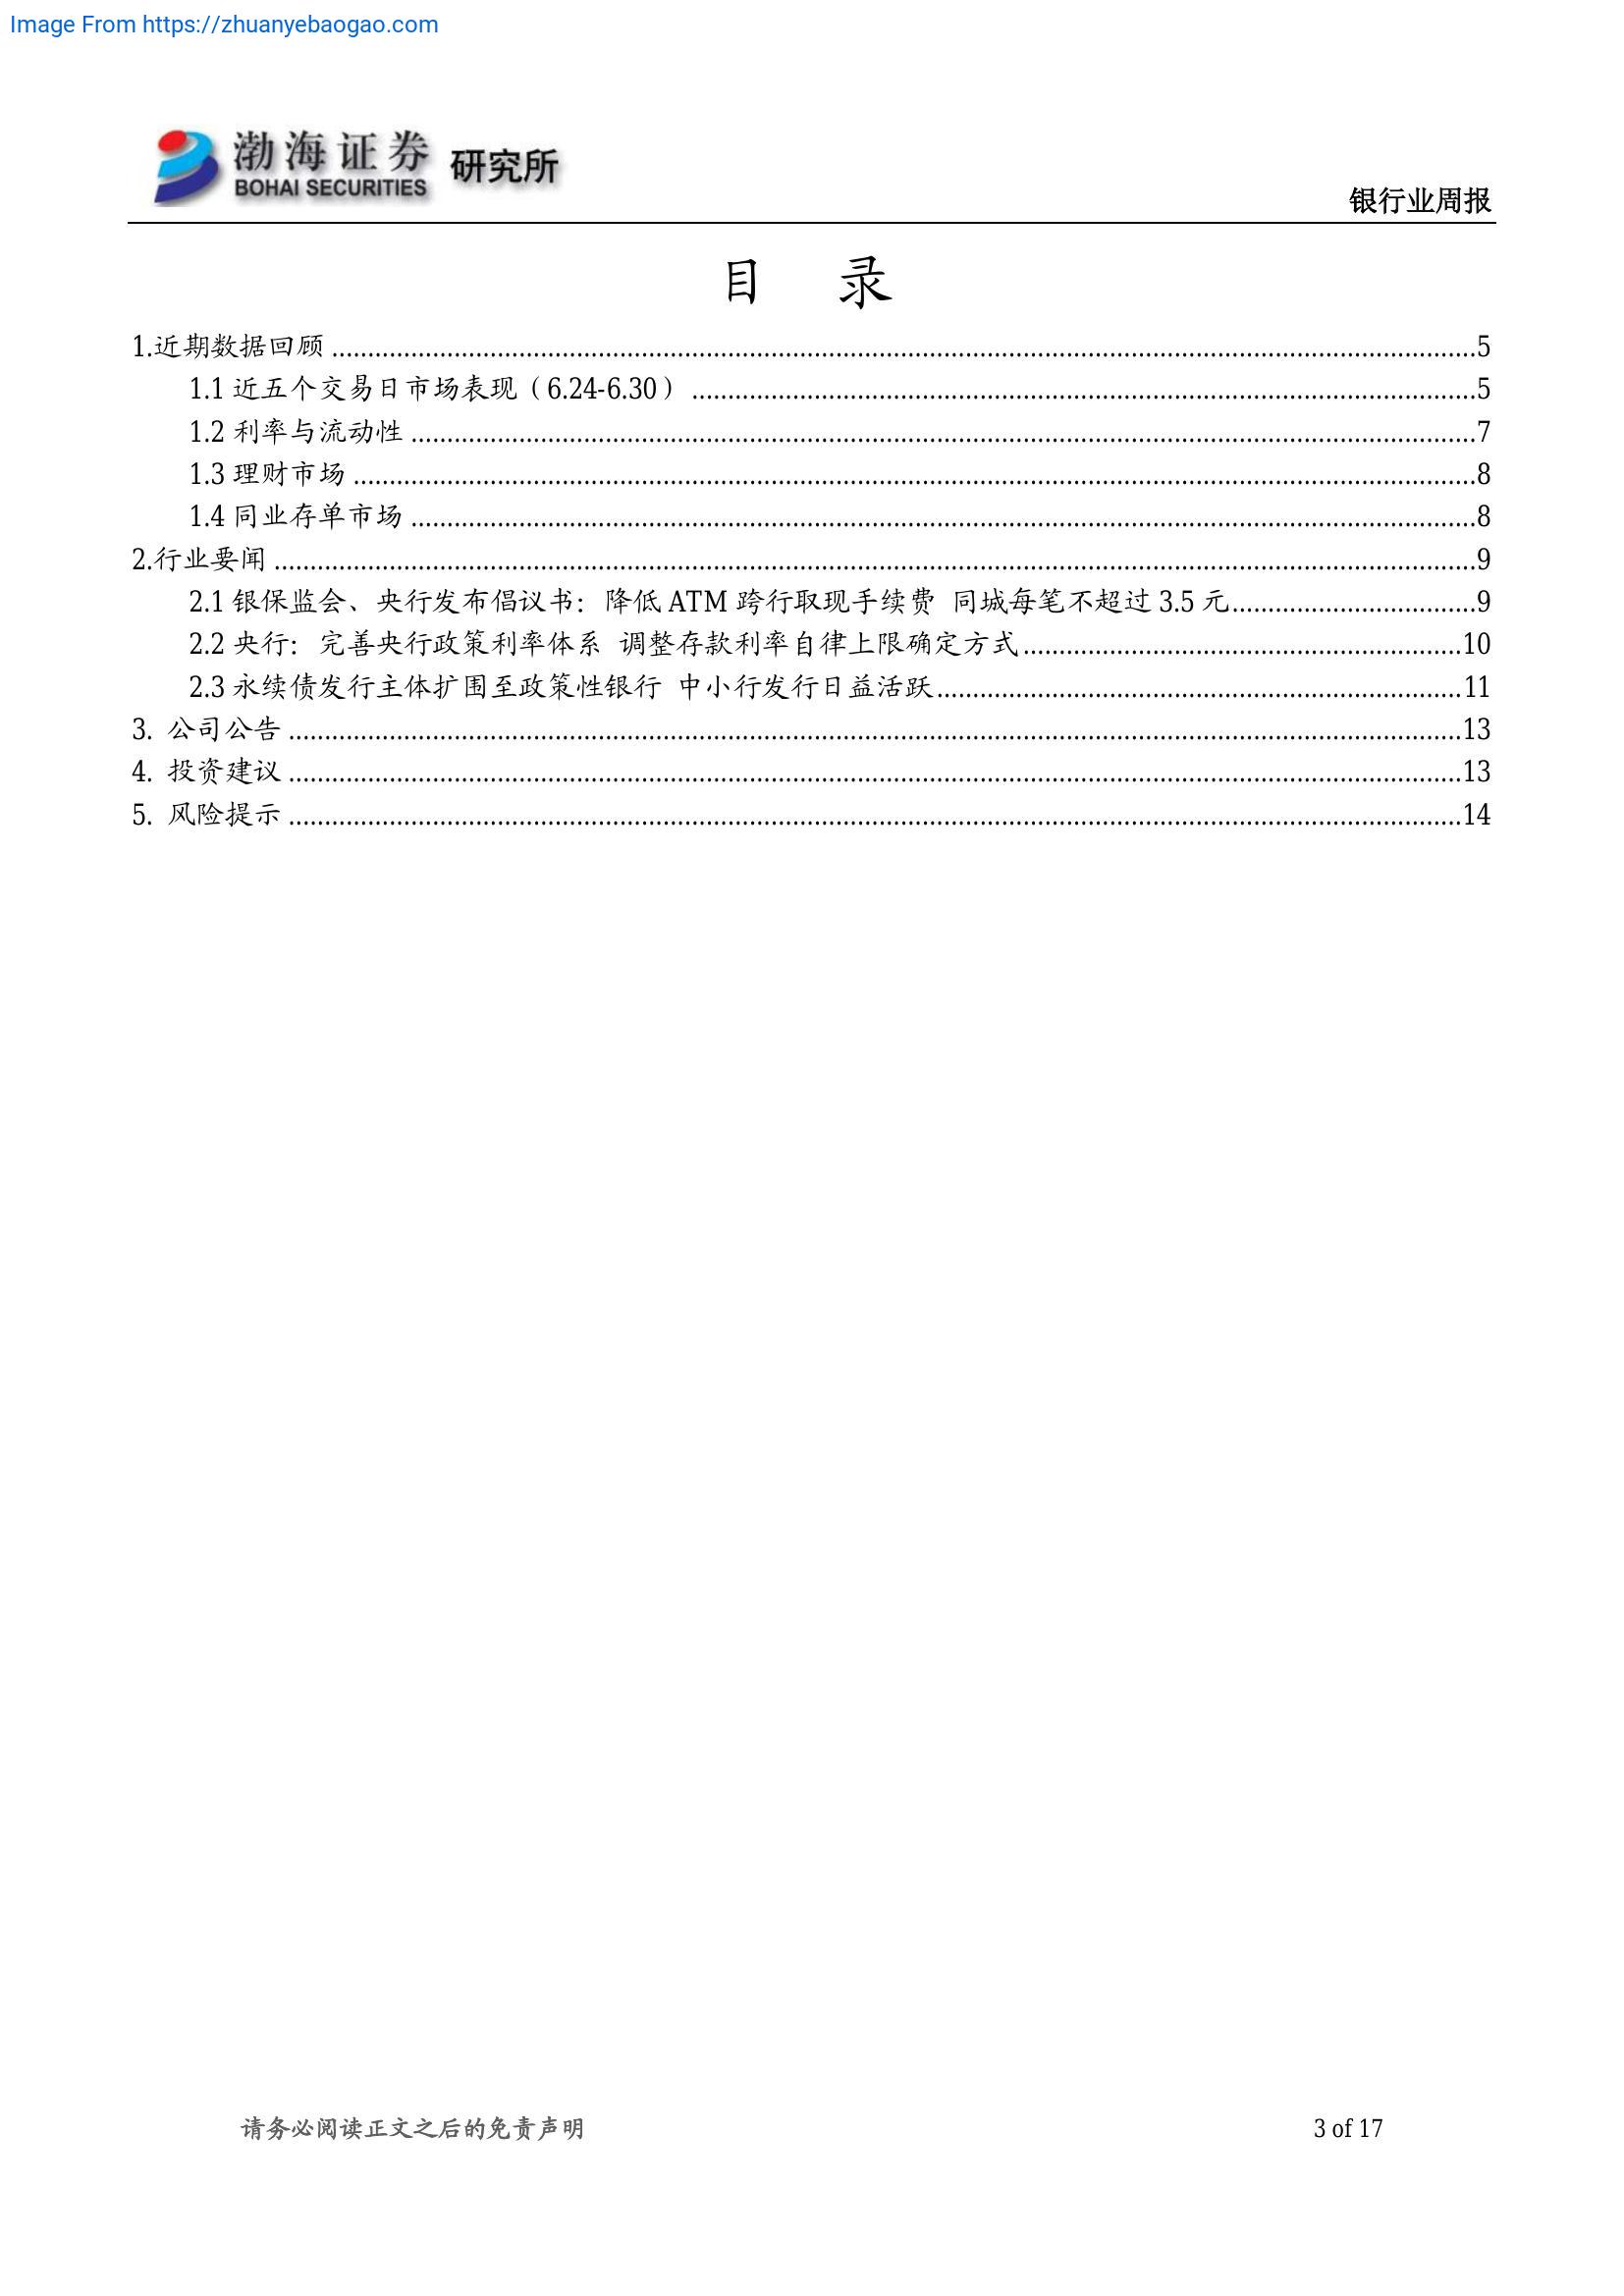 Image From https://zhuanyebaogao.com
渤海证券 研究所
BOHAI SECURITIES
银行业周报
目 录
1.近期数据回顾 ........................................ 5
1.1 近五个交易日市场表现（6.24-6.30） ........................................ 5
1.2 利率与流动性 ........................................ 7
1.3 理财市场 ........................................ 8
1.4 同业存单市场 ........................................ 8
2.行业要闻 ........................................ 9
2.1 银保监会、央行发布倡议书：降低 ATM 跨行取现手续费 同城每笔不超过 3.5 元 ........................................ 9
2.2 央行：完善央行政策利率体系 调整存款利率自律上限确定方式 ........................................ 10
2.3 永续债发行主体扩围至政策性银行 中小行发行日益活跃 ........................................ 11
3. 公司公告 ........................................ 13
4. 投资建议 ........................................ 13
5. 风险提示 ........................................ 14
请务必阅读正文之后的免责声明 3 of 17